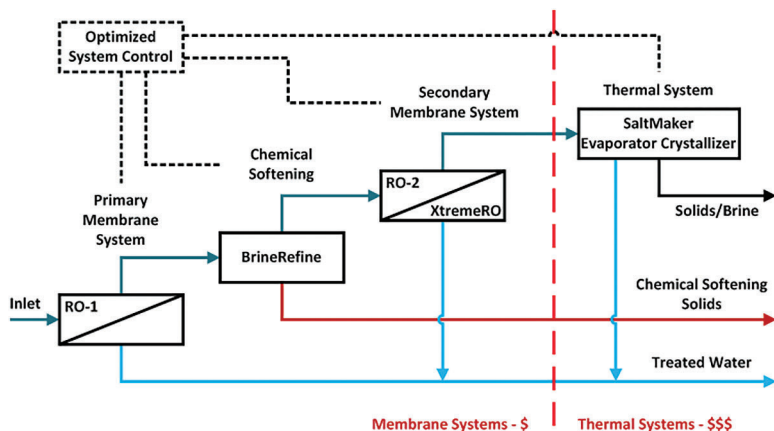 Optimized
System Control
Secondary
Membrane System
Thermal System
SaltMaker
Evaporator Crystallizer
Chemical
Softening
RO-2
XtremeRO
Solids/Brine
Primary
Membrane
System
BrineRefine
Inlet
RO-1
Chemical Softening
Solids
Treated Water
Membrane Systems - $
Thermal Systems - $$$